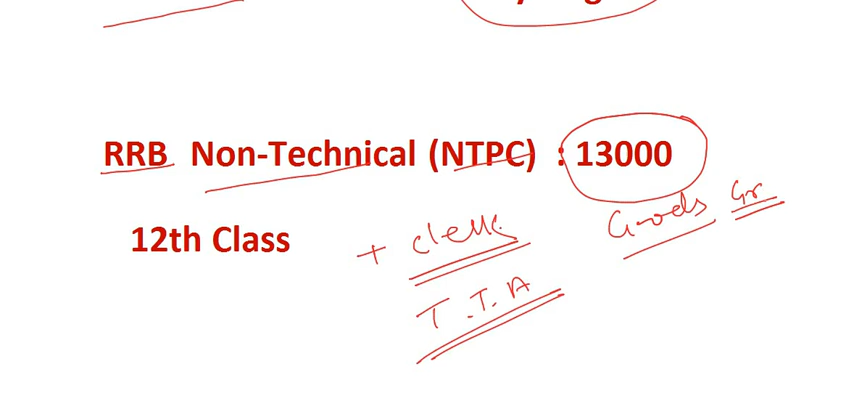 RRB Non-Technical (NTPC) : 13000
12th Class
+ clerk
Goods Gr
T.T.A